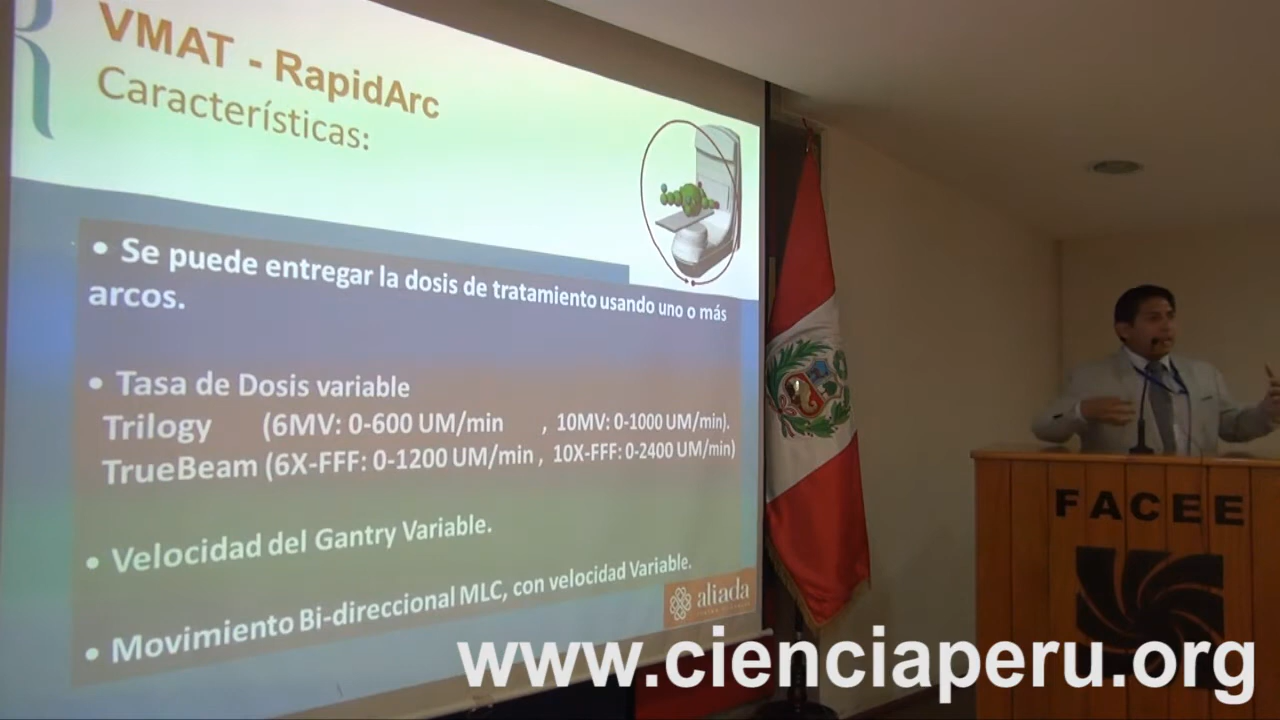 VMAT - RapidArc
Características:
• Se puede entregar la dosis de tratamiento usando uno o más
arcos.
• Tasa de Dosis variable
Trilogy (6MV: 0-600 UM/min , 10MV: 0-1000 UM/min).
TrueBeam (6X-FFF: 0-1200 UM/min , 10X-FFF: 0-2400 UM/min)
• Velocidad del Gantry Variable.
• Movimiento Bi-direccional MLC, con velocidad Variable.
aliada
FACEE
www.cienciaperu.org